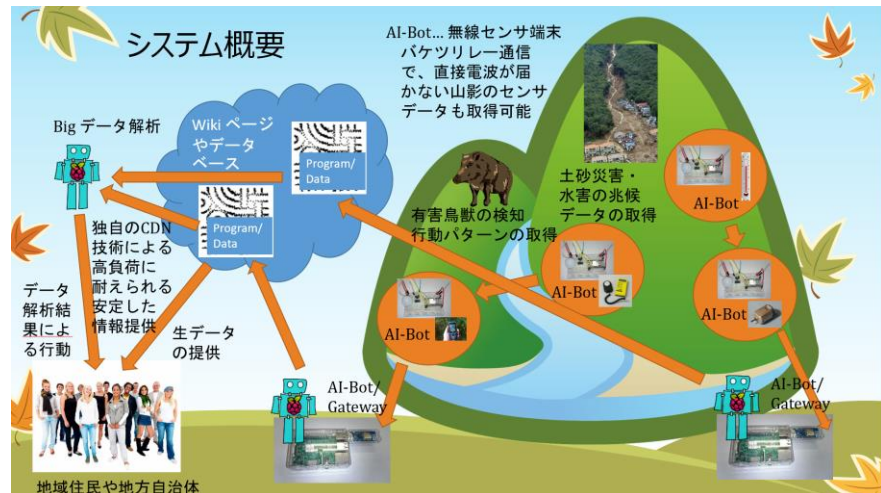 システム概要
AI-Bot... 無線センサ端末
バケツリレー通信
で、直接電波が届
かない山影のセンサ
データも取得可能
Big データ解析
Wiki ページ
やデータ
ベース
Program/
Data
Program/
Data
独自のCDN
技術による
高負荷に
耐えられる
安定した
情報提供
データ
解析結
果によ
る行動
生データ
の提供
地域住民や地方自治体
有害鳥獣の検知
行動パターンの取得
土砂災害・
水害の兆候
データの取得
AI-Bot
AI-Bot
AI-Bot
AI-Bot
AI-Bot/
Gateway
AI-Bot/
Gateway